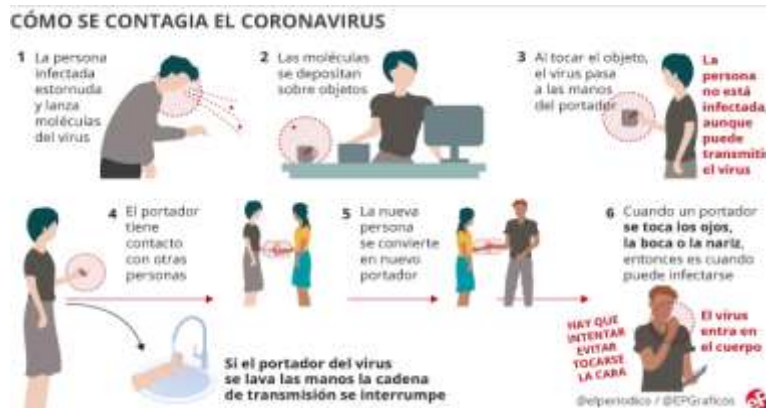 CÓMO SE CONTAGIA EL CORONAVIRUS
1 La persona
infectada
estornuda
y lanza
moléculas
del virus
2 Las moléculas
se depositan
sobre objetos
3 Al tocar el objeto,
el virus pasa
a las manos
del portador
La
persona
no está
infectada,
aunque
puede
transmitir
el virus
4 El portador
tiene
contacto
con otras
personas
5 La nueva
persona
se convierte
en nuevo
portador
6 Cuando un portador
se toca los ojos,
la boca o la nariz,
entonces es cuando
puede infectarse
Si el portador del virus
se lava las manos la cadena
de transmisión se interrumpe
HAY QUE
INTENTAR
EVITAR
TOCARSE
LA CARA
El virus
entra en
el cuerpo
@elperiodico / @EPGraficos